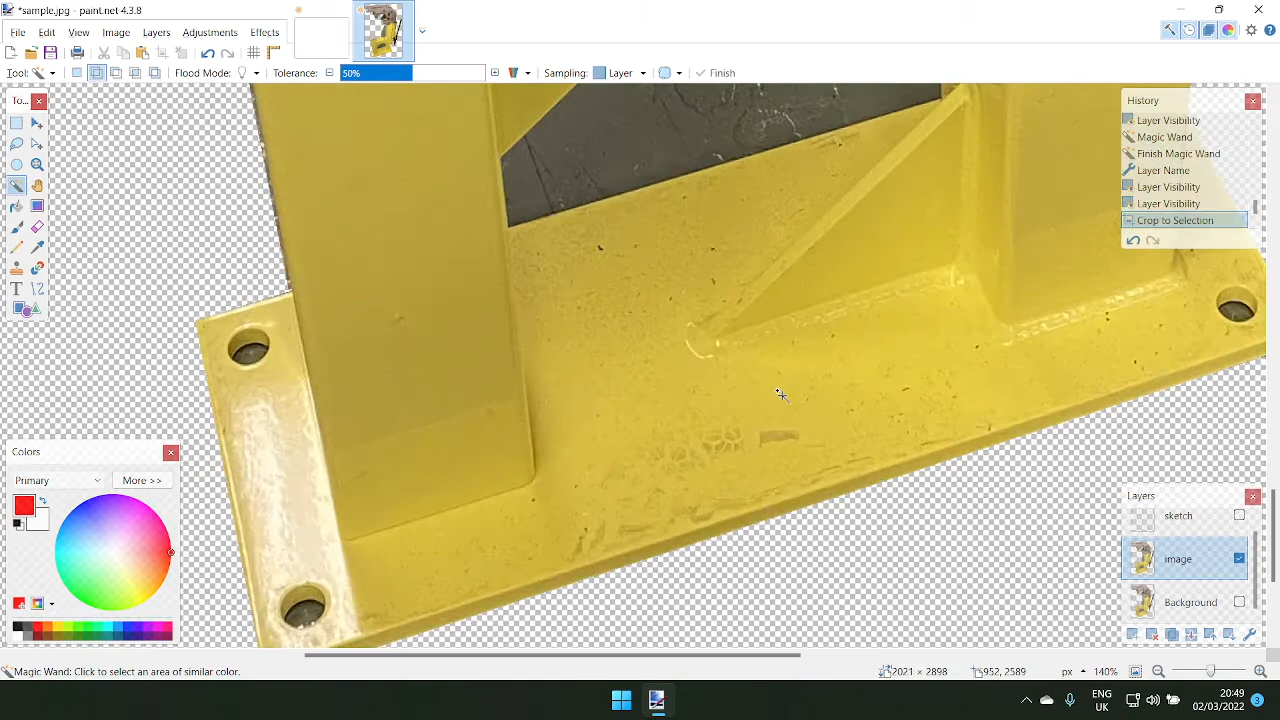 *sample.jpg - paint.net 4.3.8
File Edit View Image Layers Adjustments Effects
Tool: Flood Mode: Tolerance: 50% Sampling: Layer Finish
To...
History
Layer Visibility
Magic Wand
Finish Magic Wand
Layer Name
Layer Visibility
Layer Visibility
Crop to Selection
Colors
Primary More >>
Layers
sketch
image
Background
Magic Wand: Click to select an area of similar color. 2021 x 2898 952, 2589 px 140%
ENG
UK
20:49
02/03/2022
3